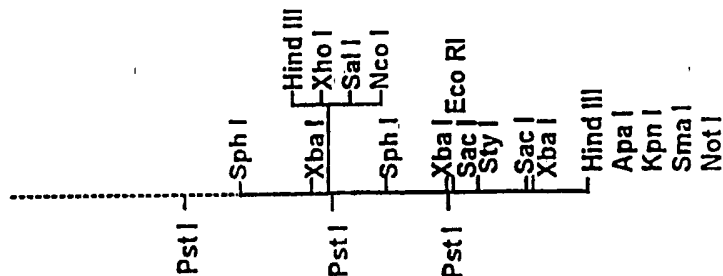 Pst I
Sph I
Xba I
Pst I
Hind III
Xho I
Sal I
Nco I
Sph I
Pst I
Xba I
Eco RI
Sac I
Sty I
Sac I
Xba I
Hind III
Apa I
Kpn I
Sma I
Not I